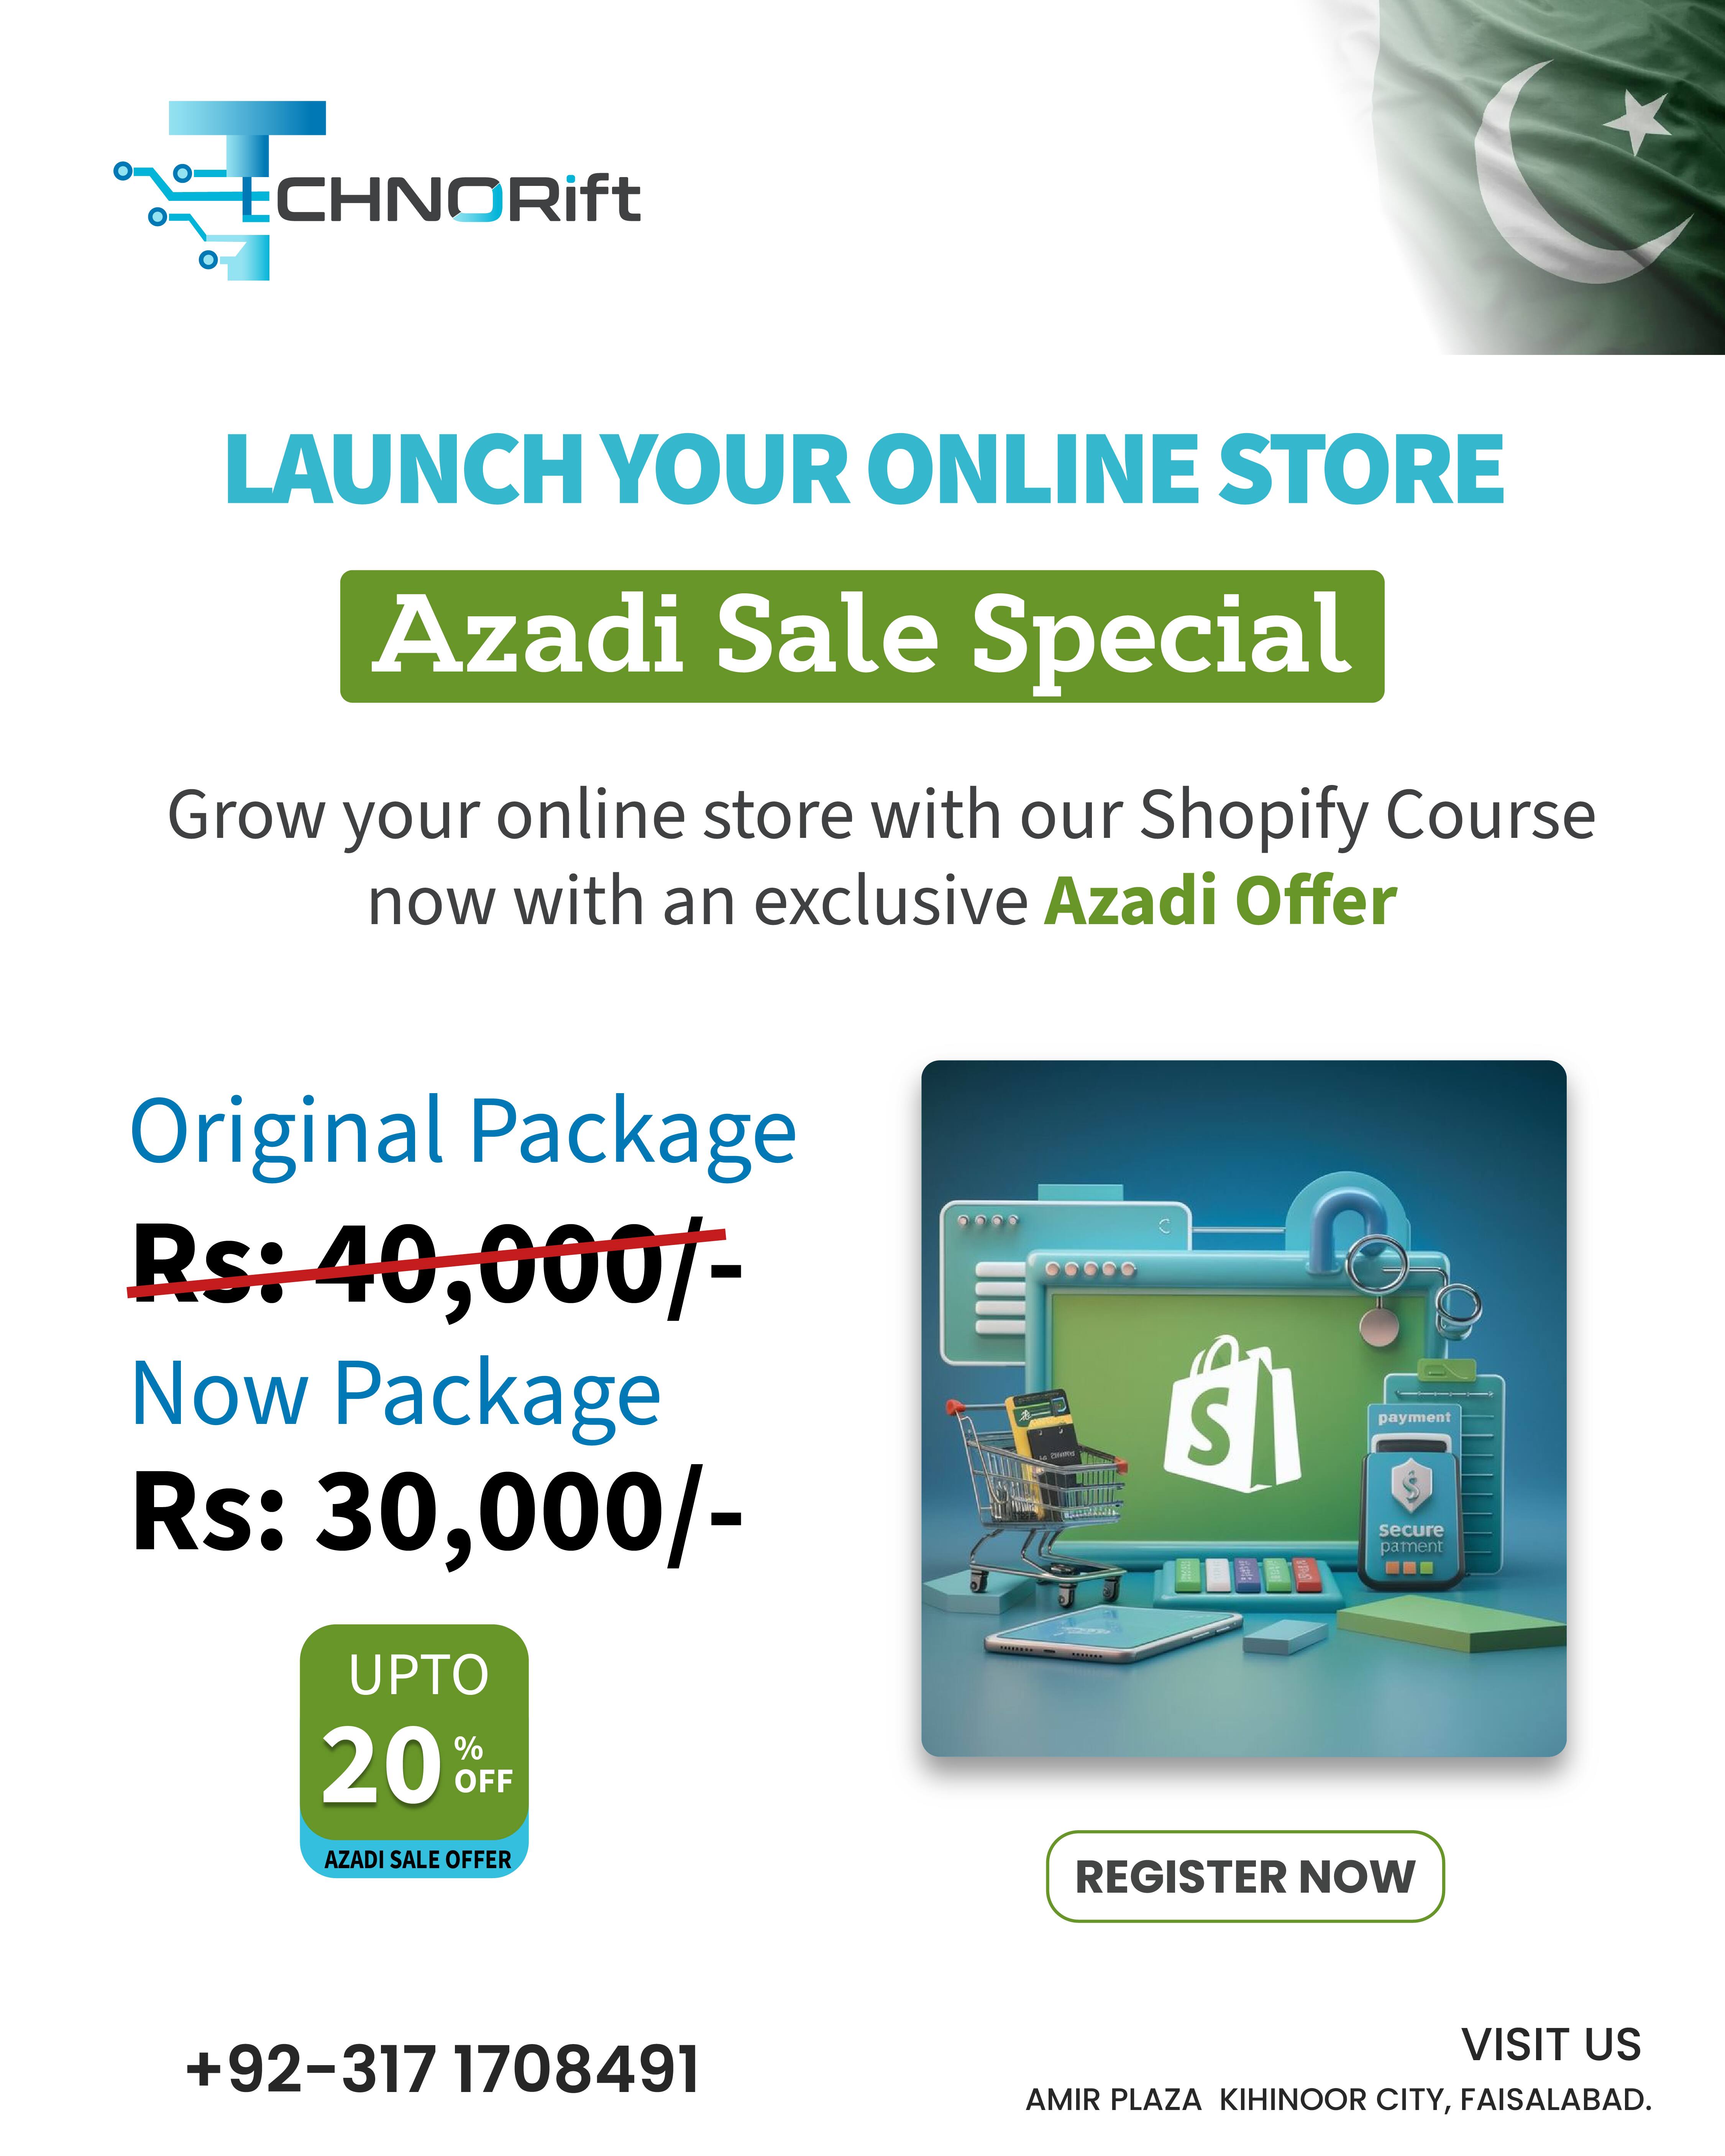 TCHNORift
LAUNCH YOUR ONLINE STORE
Azadi Sale Special
Grow your online store with our Shopify Course
now with an exclusive Azadi Offer
Original Package
Rs: 40,000/-
Now Package
Rs: 30,000/-
UPTO
20 % OFF
AZADI SALE OFFER
S
payment
$
secure
pament
REGISTER NOW
+92-317 1708491
VISIT US
AMIR PLAZA KIHINOOR CITY, FAISALABAD.